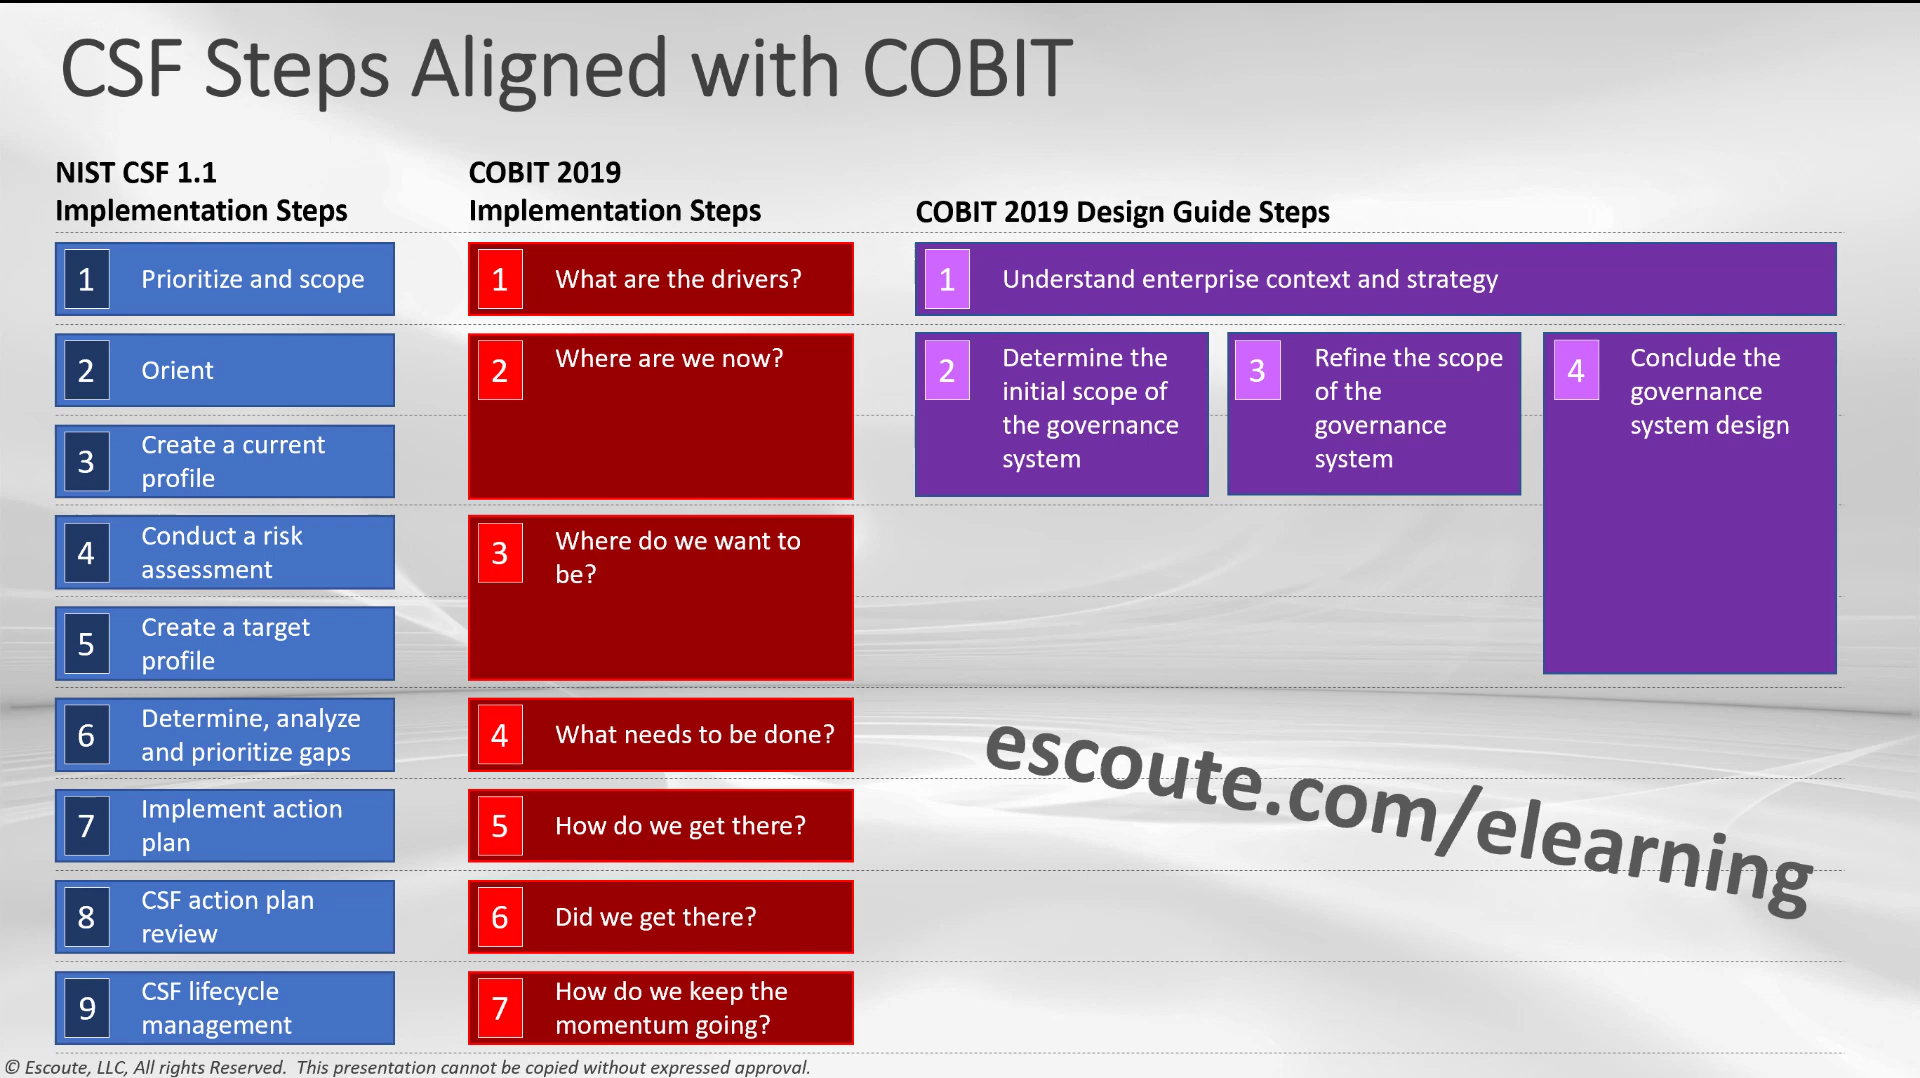 CSF Steps Aligned with COBIT
NIST CSF 1.1
Implementation Steps
1
Prioritize and scope
2
Orient
3
Create a current
profile
4
Conduct a risk
assessment
5
Create a target
profile
6
Determine, analyze
and prioritize gaps
7
Implement action
plan
8
CSF action plan
review
9
CSF lifecycle
management
COBIT 2019
Implementation Steps
1
What are the drivers?
2
Where are we now?
3
Where do we want to
be?
4
What needs to be done?
5
How do we get there?
6
Did we get there?
7
How do we keep the
momentum going?
COBIT 2019 Design Guide Steps
1
Understand enterprise context and strategy
2
Determine the
initial scope of
the governance
system
3
Refine the scope
of the
governance
system
4
Conclude the
governance
system design
escoute.com/elearning
© Escoute, LLC, All rights Reserved.  This presentation cannot be copied without expressed approval.